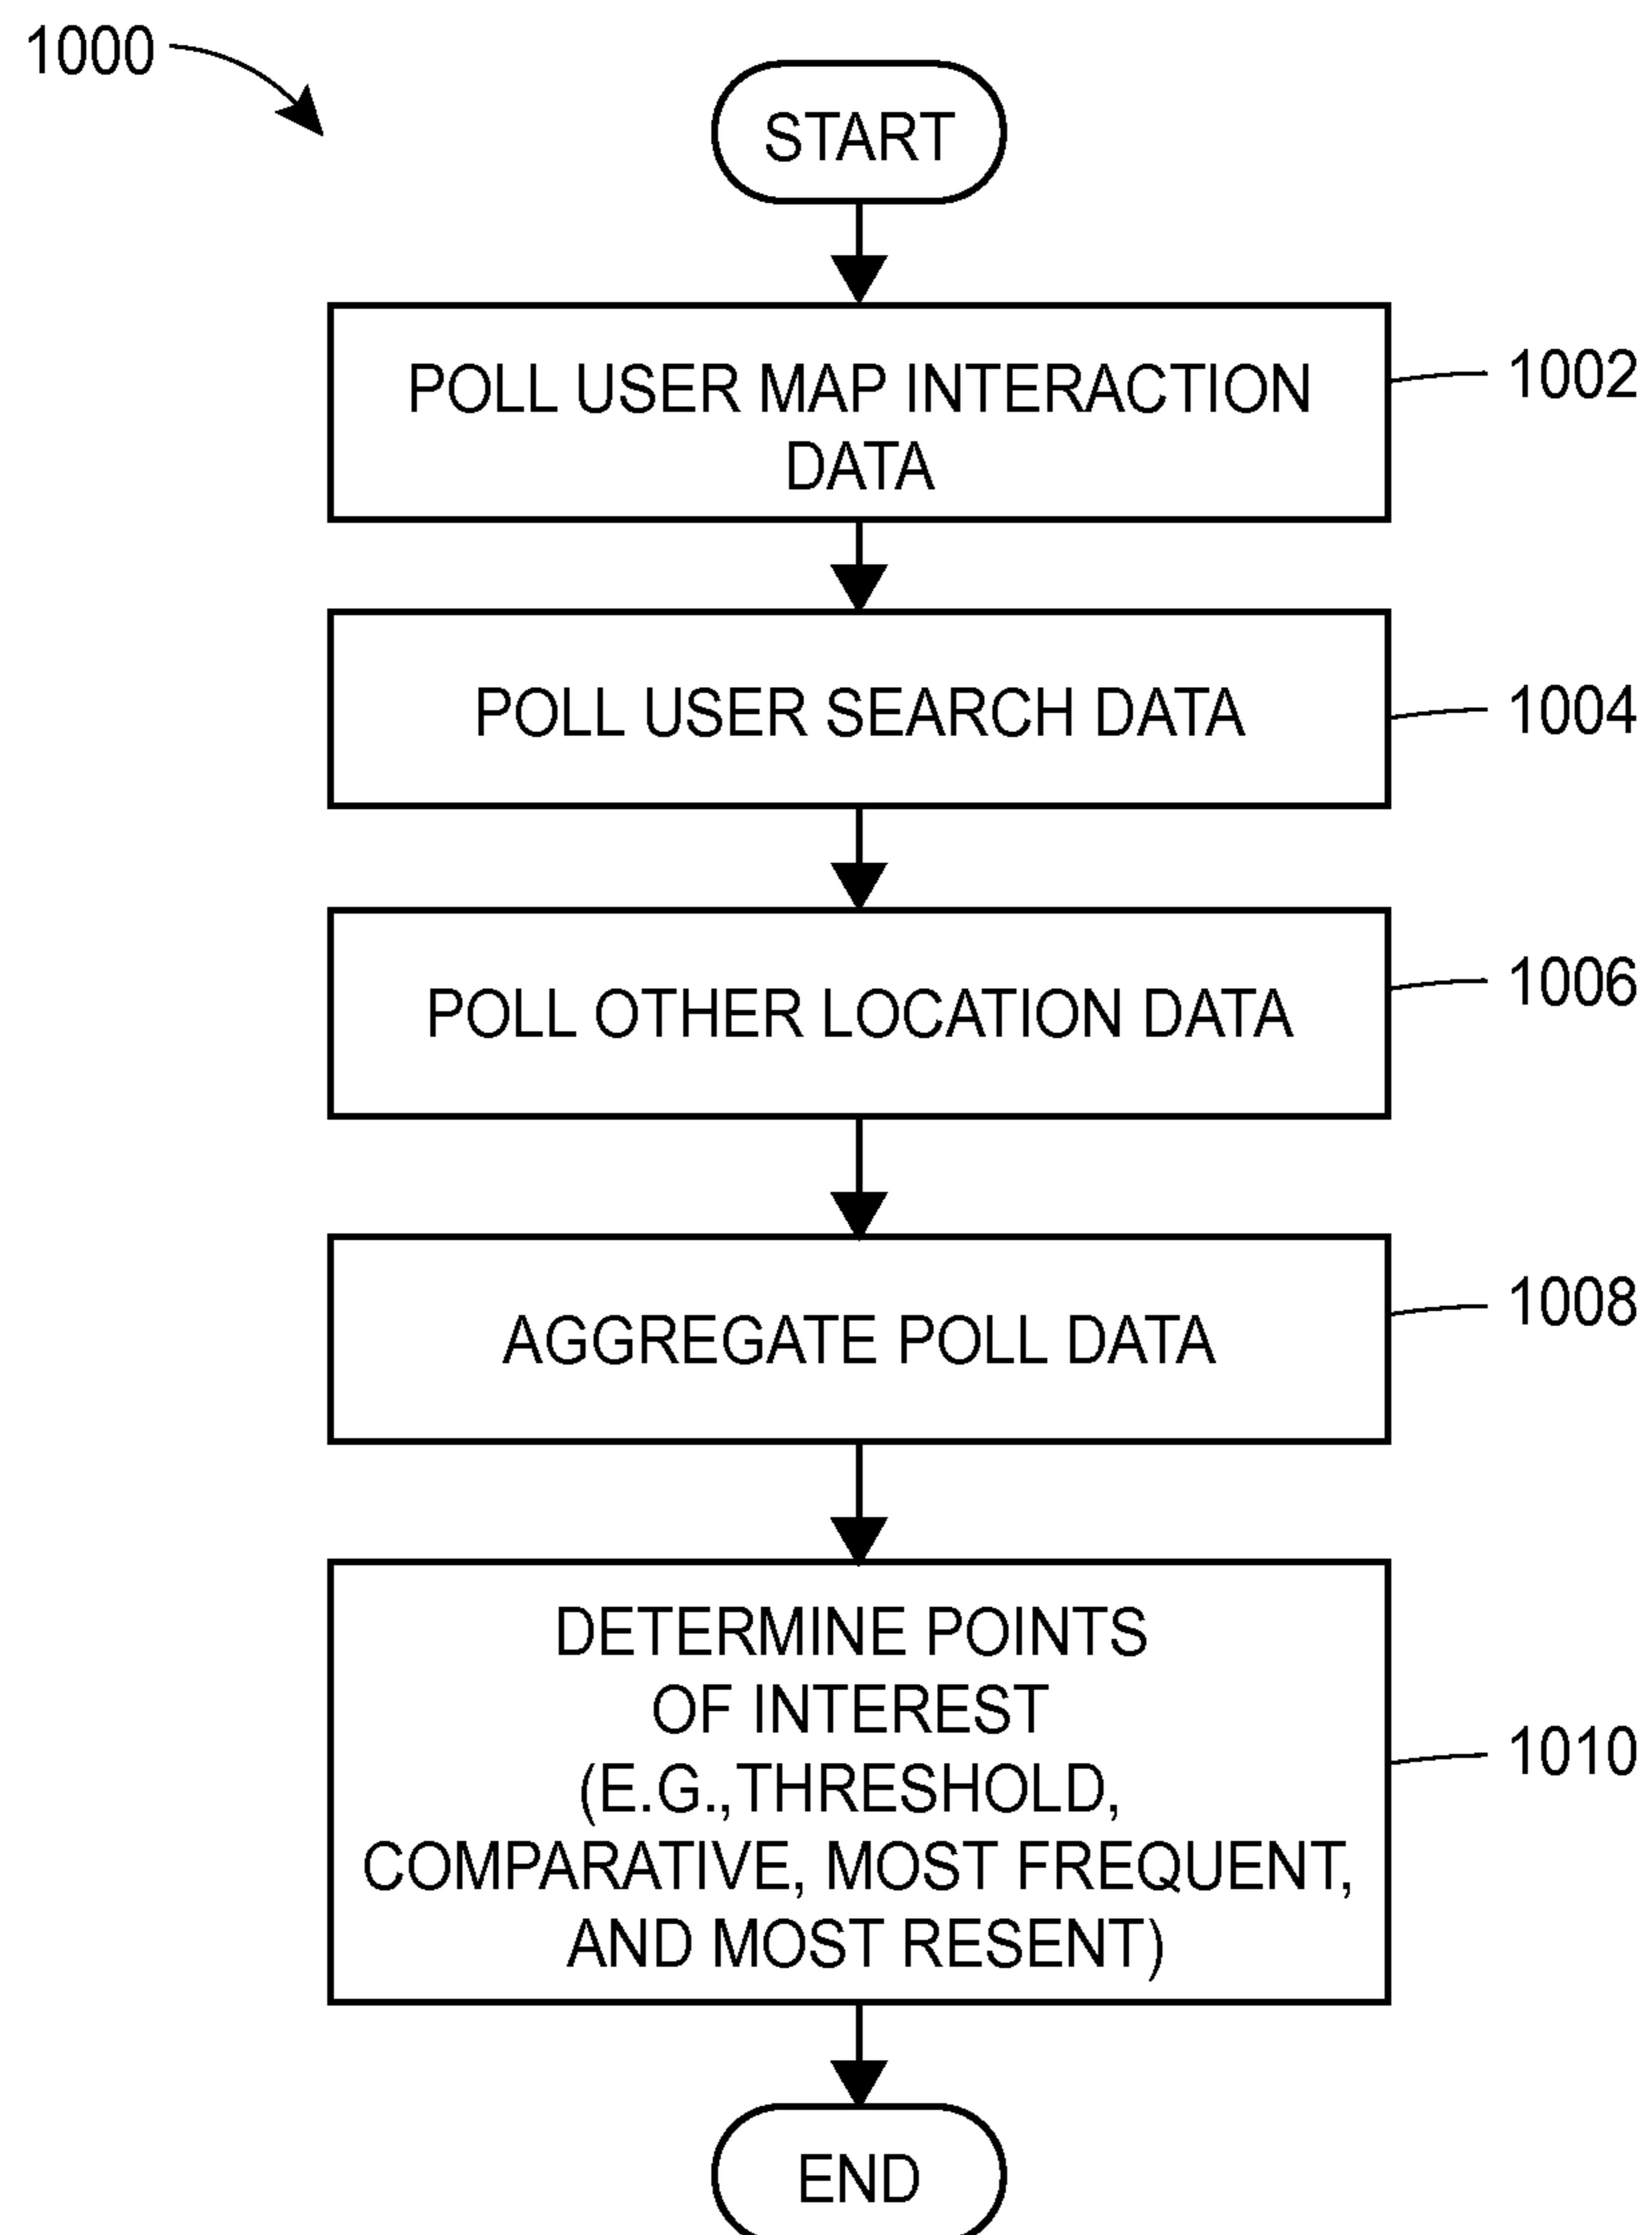 1000
START
POLL USER MAP INTERACTION
DATA
1002
POLL USER SEARCH DATA
1004
POLL OTHER LOCATION DATA
1006
AGGREGATE POLL DATA
1008
DETERMINE POINTS
OF INTEREST
(E.G.,THRESHOLD,
COMPARATIVE, MOST FREQUENT,
AND MOST RESENT)
1010
END